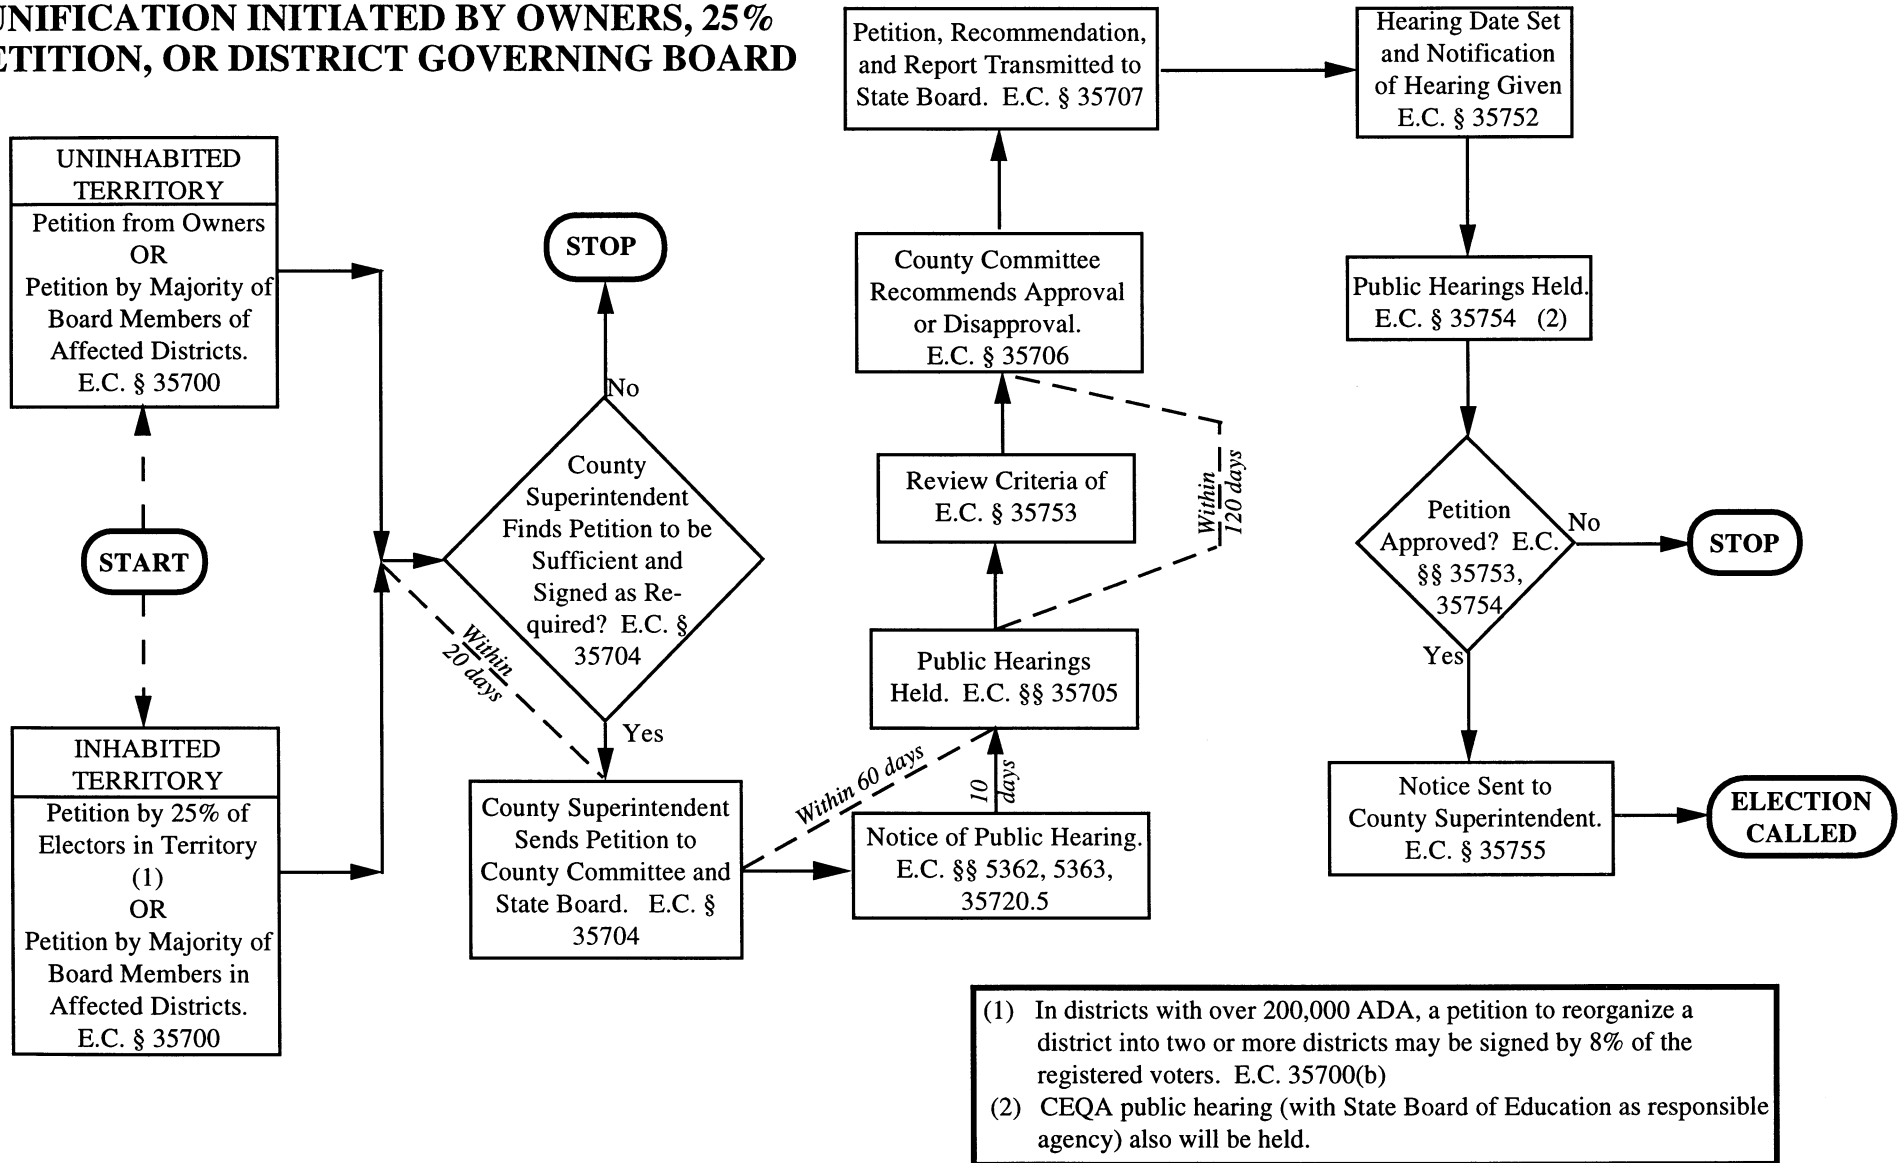 UNIFICATION INITIATED BY OWNERS, 25%
ETITION, OR DISTRICT GOVERNING BOARD
UNINHABITED
TERRITORY
Petition from Owners
OR
Petition by Majority of
Board Members of
Affected Districts.
E.C. § 35700
START
INHABITED
TERRITORY
Petition by 25% of
Electors in Territory
(1)
OR
Petition by Majority of
Board Members in
Affected Districts.
E.C. § 35700
STOP
No
County
Superintendent
Finds Petition to be
Sufficient and
Signed as Re-
quired? E.C. §
35704
Within
20 days
Yes
County Superintendent
Sends Petition to
County Committee and
State Board. E.C. §
35704
Within 60 days
10
days
Notice of Public Hearing.
E.C. §§ 5362, 5363,
35720.5
Public Hearings
Held. E.C. §§ 35705
Within
120 days
Review Criteria of
E.C. § 35753
County Committee
Recommends Approval
or Disapproval.
E.C. § 35706
Petition, Recommendation,
and Report Transmitted to
State Board. E.C. § 35707
Hearing Date Set
and Notification
of Hearing Given
E.C. § 35752
Public Hearings Held.
E.C. § 35754 (2)
Petition
Approved? E.C.
§§ 35753,
35754
No
STOP
Yes
Notice Sent to
County Superintendent.
E.C. § 35755
ELECTION
CALLED
(1) In districts with over 200,000 ADA, a petition to reorganize a
district into two or more districts may be signed by 8% of the
registered voters. E.C. 35700(b)
(2) CEQA public hearing (with State Board of Education as responsible
agency) also will be held.